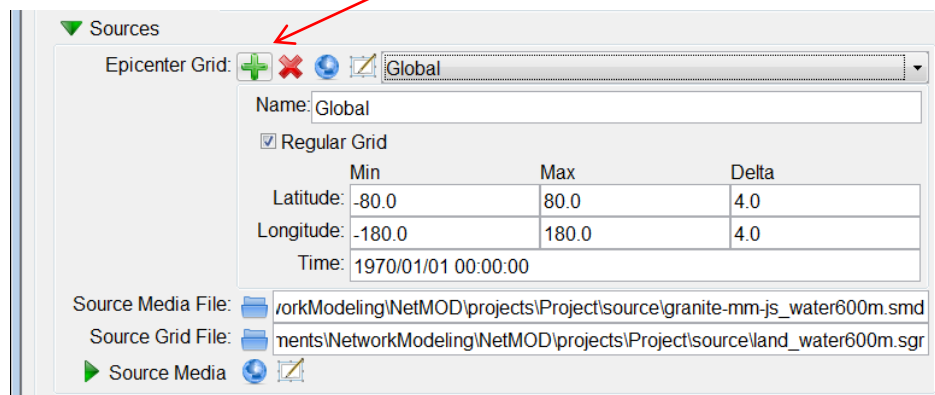 Sources
Epicenter Grid: Global
Name: Global
Regular Grid
Min Max Delta
Latitude: -80.0 80.0 4.0
Longitude: -180.0 180.0 4.0
Time: 1970/01/01 00:00:00
Source Media File: /orkModeling\NetMOD\projects\Project\source\granite-mm-js_water600m.smd
Source Grid File: ments\NetworkModeling\NetMOD\projects\Project\source\land_water600m.sgr
Source Media